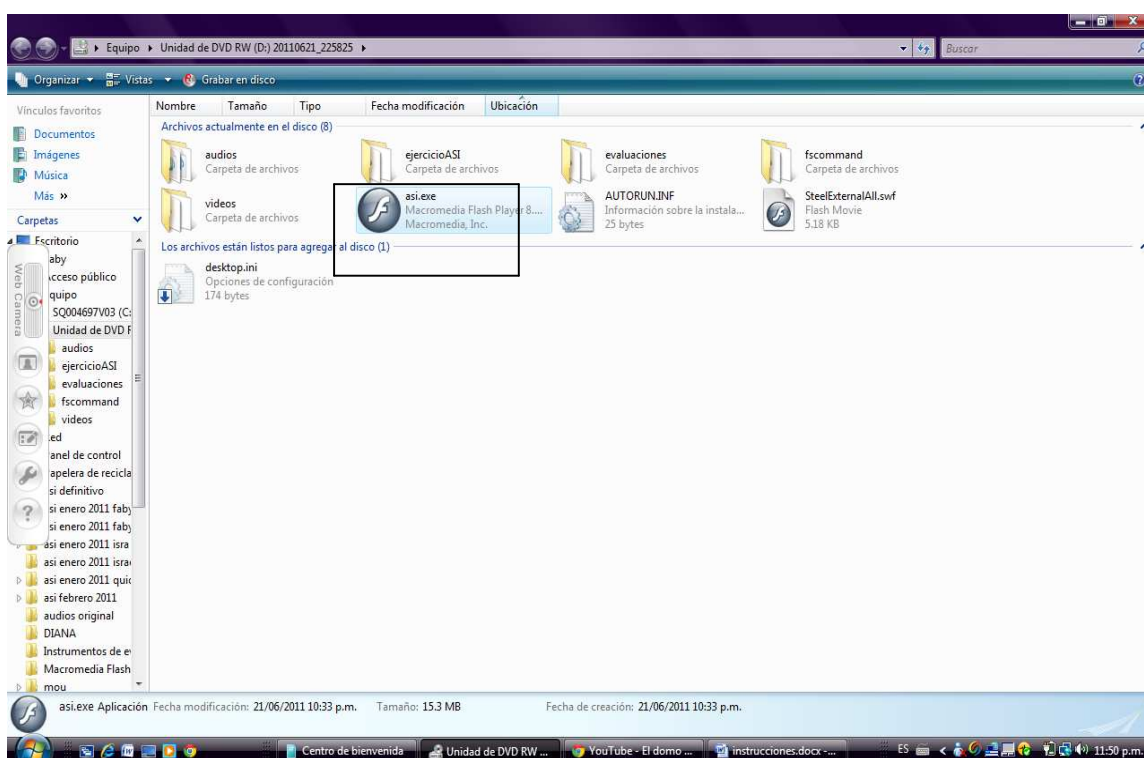 Equipo Unidad de DVD RW (D:) 20110621_225825
Buscar
Organizar Vistas Grabar en disco
Nombre Tamaño Tipo Fecha modificación Ubicación
Vínculos favoritos
Documentos
Imágenes
Música
Más »
Carpetas
Escritorio
aby
cceso público
quipo
SQ004697V03 (C:
Unidad de DVD R
audios
ejercicioASI
evaluaciones
fscommand
videos
ed
anel de control
apelera de recicla
si definitivo
si enero 2011 faby
si enero 2011 faby
asi enero 2011 isra
asi enero 2011 israe
asi enero 2011 quic
asi febrero 2011
audios original
DIANA
Instrumentos de ev
Macromedia Flash
mou
Web Camera
Archivos actualmente en el disco (8)
audios
Carpeta de archivos
ejercicioASI
Carpeta de archivos
evaluaciones
Carpeta de archivos
fscommand
Carpeta de archivos
videos
Carpeta de archivos
asi.exe
Macromedia Flash Player 8....
Macromedia, Inc.
AUTORUN.INF
Información sobre la instala...
25 bytes
SteelExternalAll.swf
Flash Movie
5.18 KB
Los archivos están listos para agregar al disco (1)
desktop.ini
Opciones de configuración
174 bytes
asi.exe Aplicación Fecha modificación: 21/06/2011 10:33 p.m. Tamaño: 15.3 MB Fecha de creación: 21/06/2011 10:33 p.m.
Centro de bienvenida Unidad de DVD RW ... YouTube - El domo ... instrucciones.docx -... ES 11:50 p.m.